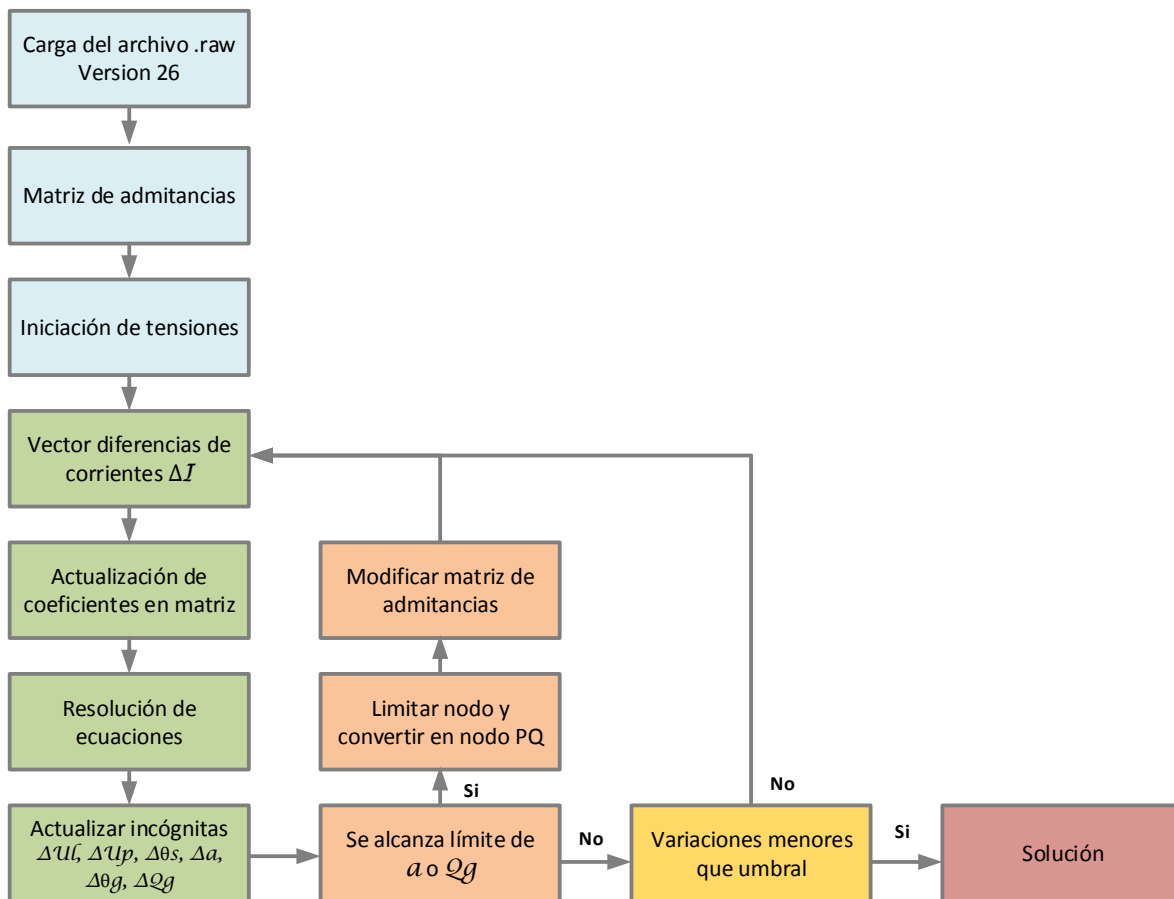 Carga del archivo .raw
Version 26
Matriz de admitancias
Iniciación de tensiones
Vector diferencias de
corrientes ΔI
Actualización de
coeficientes en matriz
Modificar matriz de
admitancias
Resolución de
ecuaciones
Limitar nodo y
convertir en nodo PQ
Si
No
Actualizar incógnitas
ΔUl, ΔUp, Δθs, Δa,
Δθg, ΔQg
Se alcanza límite de
a o Qg
No
Variaciones menores
que umbral
Si
Solución